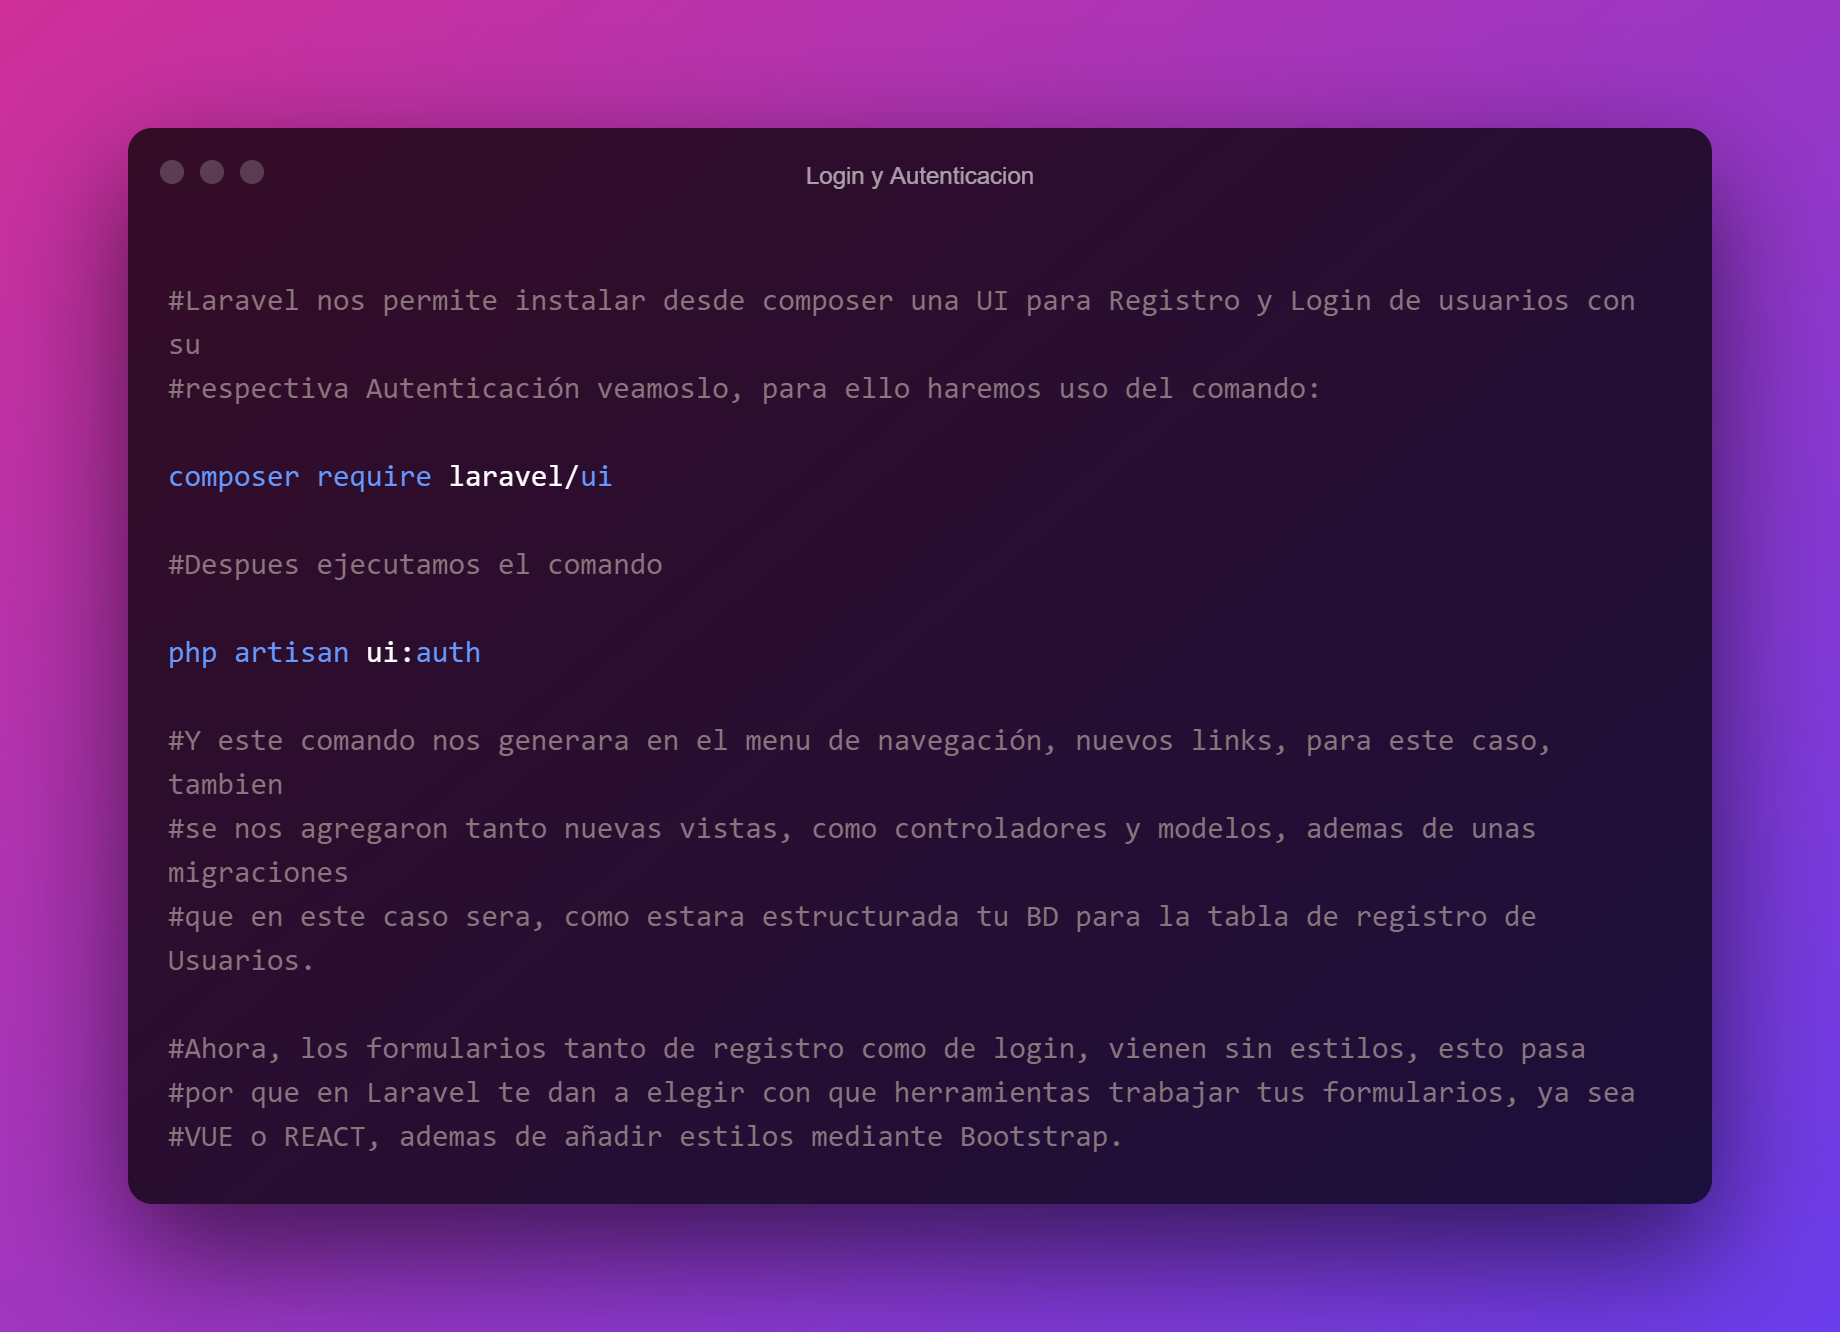 Login y Autenticacion
#Laravel nos permite instalar desde composer una UI para Registro y Login de usuarios con
su
#respectiva Autenticación veamoslo, para ello haremos uso del comando:
composer require laravel/ui
#Despues ejecutamos el comando
php artisan ui:auth
#Y este comando nos generara en el menu de navegación, nuevos links, para este caso,
tambien
#se nos agregaron tanto nuevas vistas, como controladores y modelos, ademas de unas
migraciones
#que en este caso sera, como estara estructurada tu BD para la tabla de registro de
Usuarios.
#Ahora, los formularios tanto de registro como de login, vienen sin estilos, esto pasa
#por que en Laravel te dan a elegir con que herramientas trabajar tus formularios, ya sea
#VUE o REACT, ademas de añadir estilos mediante Bootstrap.